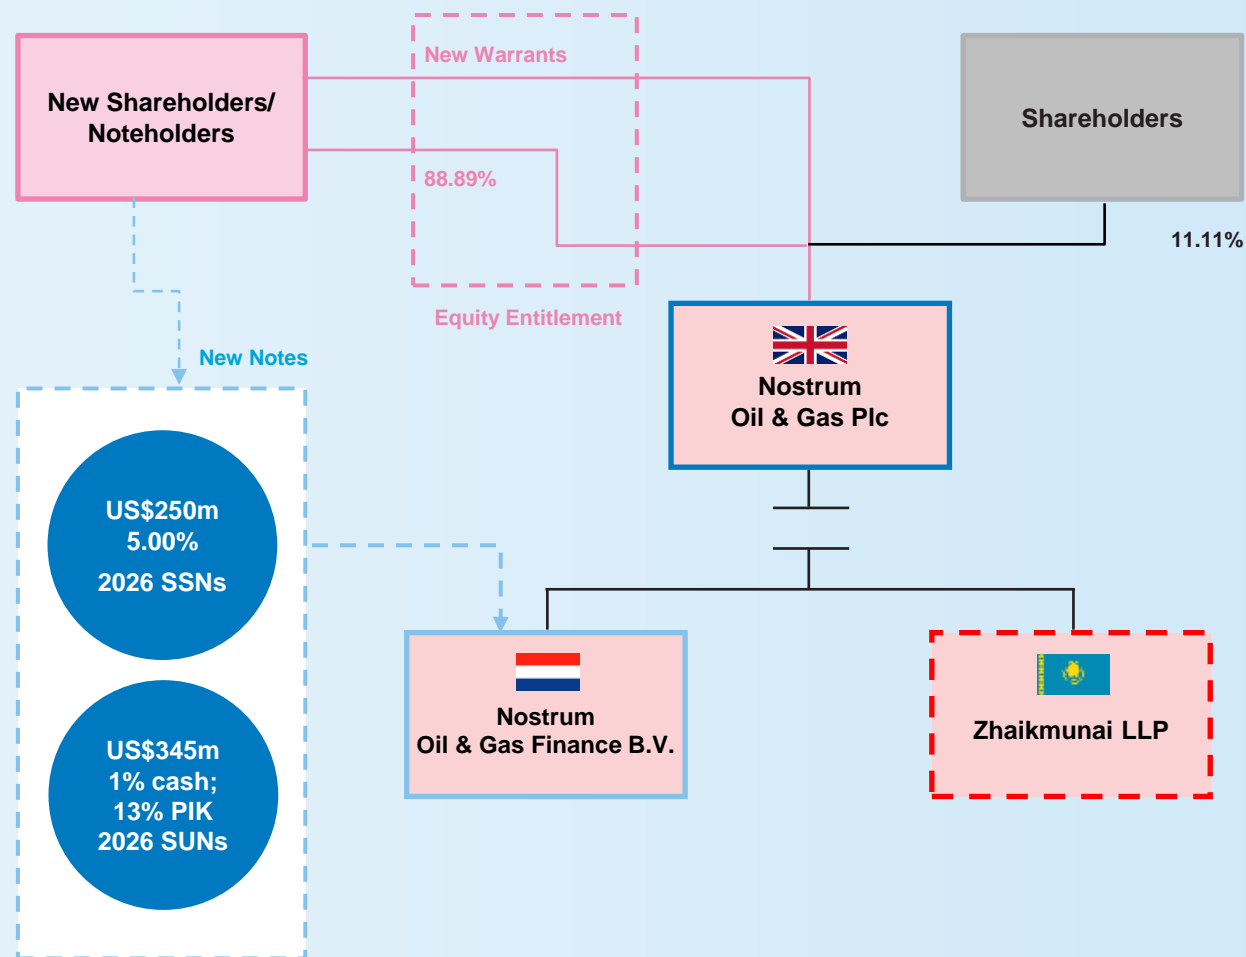 New Shareholders/
Noteholders
New Warrants
88.89%
Equity Entitlement
Shareholders
11.11%
New Notes
Nostrum
Oil & Gas Plc
US$250m
5.00%
2026 SSNs
US$345m
1% cash;
13% PIK
2026 SUNs
Nostrum
Oil & Gas Finance B.V.
Zhaikmunai LLP